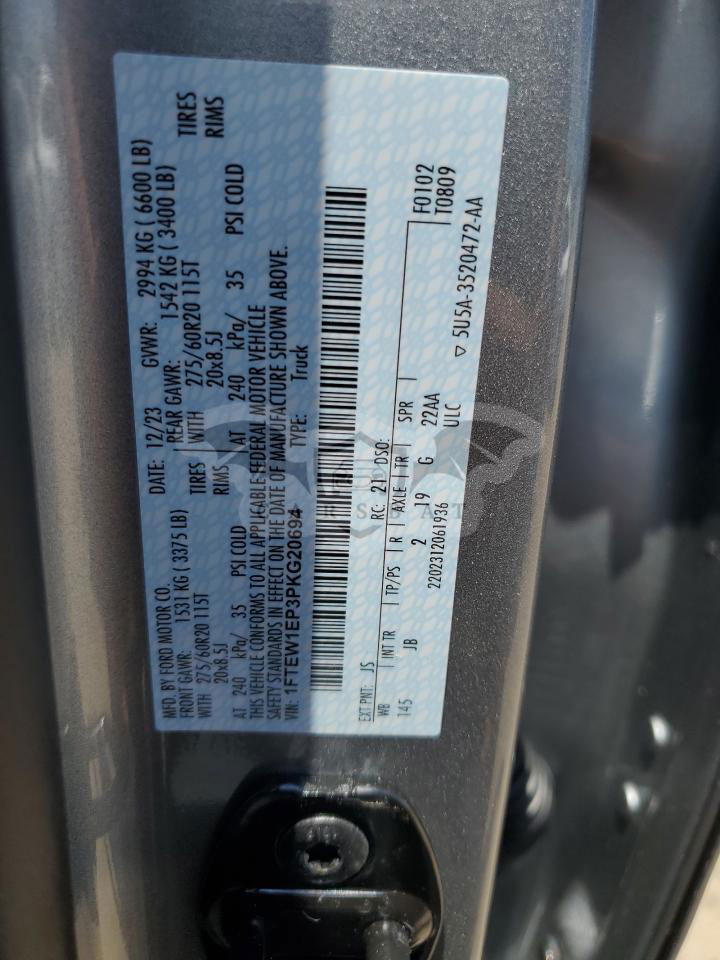 MFD. BY FORD MOTOR CO.
DATE: 12/23 GVWR: 2994 KG ( 6600 LB)
FRONT GAWR: 1531 KG ( 3375 LB) REAR GAWR: 1542 KG ( 3400 LB)
WITH 275/60R20 115T TIRES WITH 275/60R20 115T TIRES
20x8.5J RIMS 20x8.5J RIMS
AT 240 kPa/ 35 PSI COLD AT 240 kPa/ 35 PSI COLD
THIS VEHICLE CONFORMS TO ALL APPLICABLE FEDERAL MOTOR VEHICLE
SAFETY STANDARDS IN EFFECT ON THE DATE OF MANUFACTURE SHOWN ABOVE.
VIN: 1FTEW1EP3PKG20694 TYPE: Truck
EXT PNT: JS RC: 21 DSO: F0102
WB INT TR TP/PS R AXLE TR SPR T0809
145 JB 2 19 G 22AA
ULC
2202312061936 ▽ 5U5A-3520472-AA